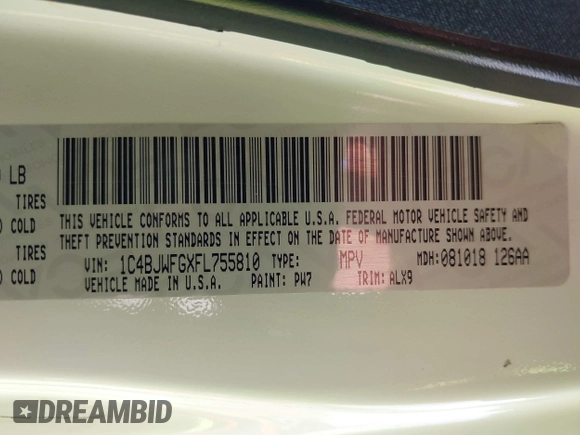 LB
TIRES
COLD
TIRES
COLD
THIS VEHICLE CONFORMS TO ALL APPLICABLE U.S.A. FEDERAL MOTOR VEHICLE SAFETY AND
THEFT PREVENTION STANDARDS IN EFFECT ON THE DATE OF MANUFACTURE SHOWN ABOVE.
VIN: 1C4BJWFGXFL755810 TYPE: MPV MDH: 081018 126AA
VEHICLE MADE IN U.S.A. PAINT: PW7 TRIM: ALX9
DREAMBID